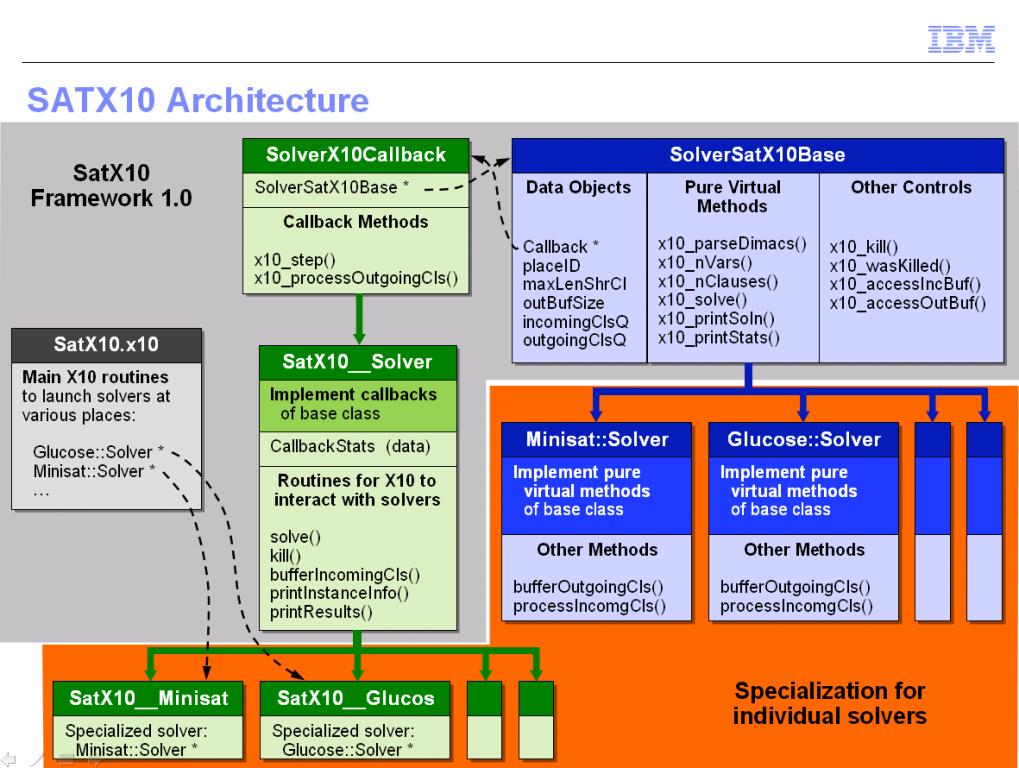 IBM
SATX10 Architecture
SatX10
Framework 1.0
SolverX10Callback
SolverSatX10Base *
Callback Methods
x10_step()
x10_processOutgoingCls()
SolverSatX10Base
Data Objects
Callback *
placeID
maxLenShrCl
outBufSize
incomingClsQ
outgoingClsQ
Pure Virtual
Methods
x10_parseDimacs()
x10_nVars()
x10_nClauses()
x10_solve()
x10_printSoln()
x10_printStats()
Other Controls
x10_kill()
x10_wasKilled()
x10_accessIncBuf()
x10_accessOutBuf()
SatX10.x10
Main X10 routines
to launch solvers at
various places:
Glucose::Solver *
Minisat::Solver *
...
SatX10__Solver
Implement callbacks
of base class
CallbackStats (data)
Routines for X10 to
interact with solvers
solve()
kill()
bufferIncomingCls()
printInstanceInfo()
printResults()
Minisat::Solver
Implement pure
virtual methods
of base class
Other Methods
bufferOutgoingCls()
processIncomgCls()
Glucose::Solver
Implement pure
virtual methods
of base class
Other Methods
bufferOutgoingCls()
processIncomgCls()
SatX10__Minisat
Specialized solver:
Minisat::Solver *
SatX10__Glucos
Specialized solver:
Glucose::Solver *
Specialization for
individual solvers